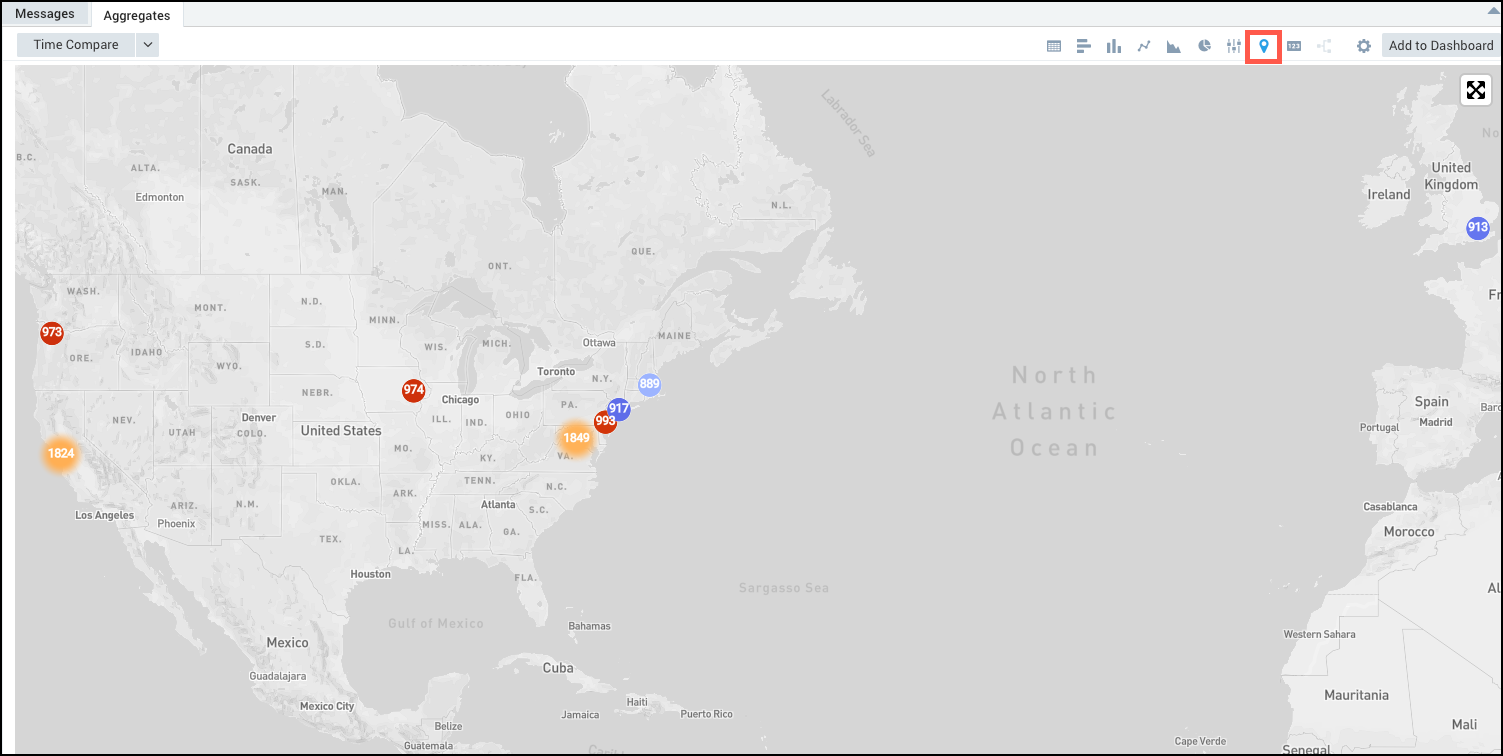 Messages
Aggregates
Time Compare
123
Add to Dashboard
Labrador Sea
No
Canada
B.C.
ALTA.
SASK.
MAN.
Edmonton
N.L.
United
Kingdom
Ireland
913
QUE.
ONT.
WASH.
MONT.
N.D.
MINN.
Fr
973
ORE.
IDAHO
S.D.
WIS.
MICH.
Ottawa
MAINE
WYO.
Toronto
N.Y.
889
North
Atlantic
Ocean
NEBR.
974
Chicago
PA.
917
993
1849
Spain
Madrid
Portugal
Barc
NEV.
UTAH
Denver
COLO.
United States
ILL.
IND.
OHIO
1824
MO.
KY.
VA.
OKLA.
ARK.
TENN.
N.C.
Los Angeles
Phoenix
ARIZ.
N.M.
Atlanta
S.C.
MISS.
ALA.
GA.
Casablanca
Morocco
TEX.
LA.
Houston
FLA.
Sargasso Sea
Al
Gulf of Mexico
Bahamas
Western Sahara
Mexico
Cuba
Guadalajara
Mexico City
Haiti
Jamaica
Puerto Rico
Mauritania
Belize
Guatemala
Mali
Cape Verde
Senegal